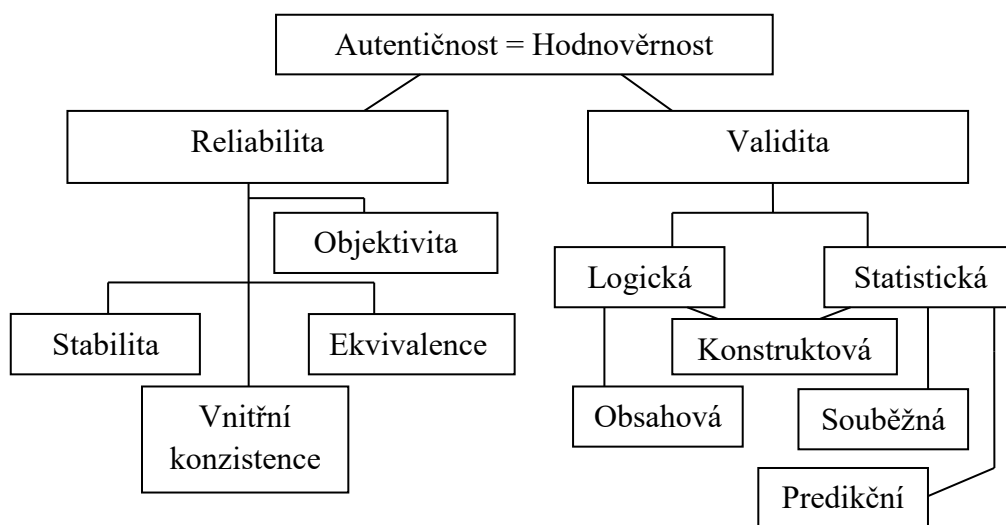 Autentičnost = Hodnověrnost
Reliabilita
Validita
Objektivita
Logická
Statistická
Stabilita
Ekvivalence
Konstruktová
Vnitřní
konzistence
Obsahová
Souběžná
Predikční